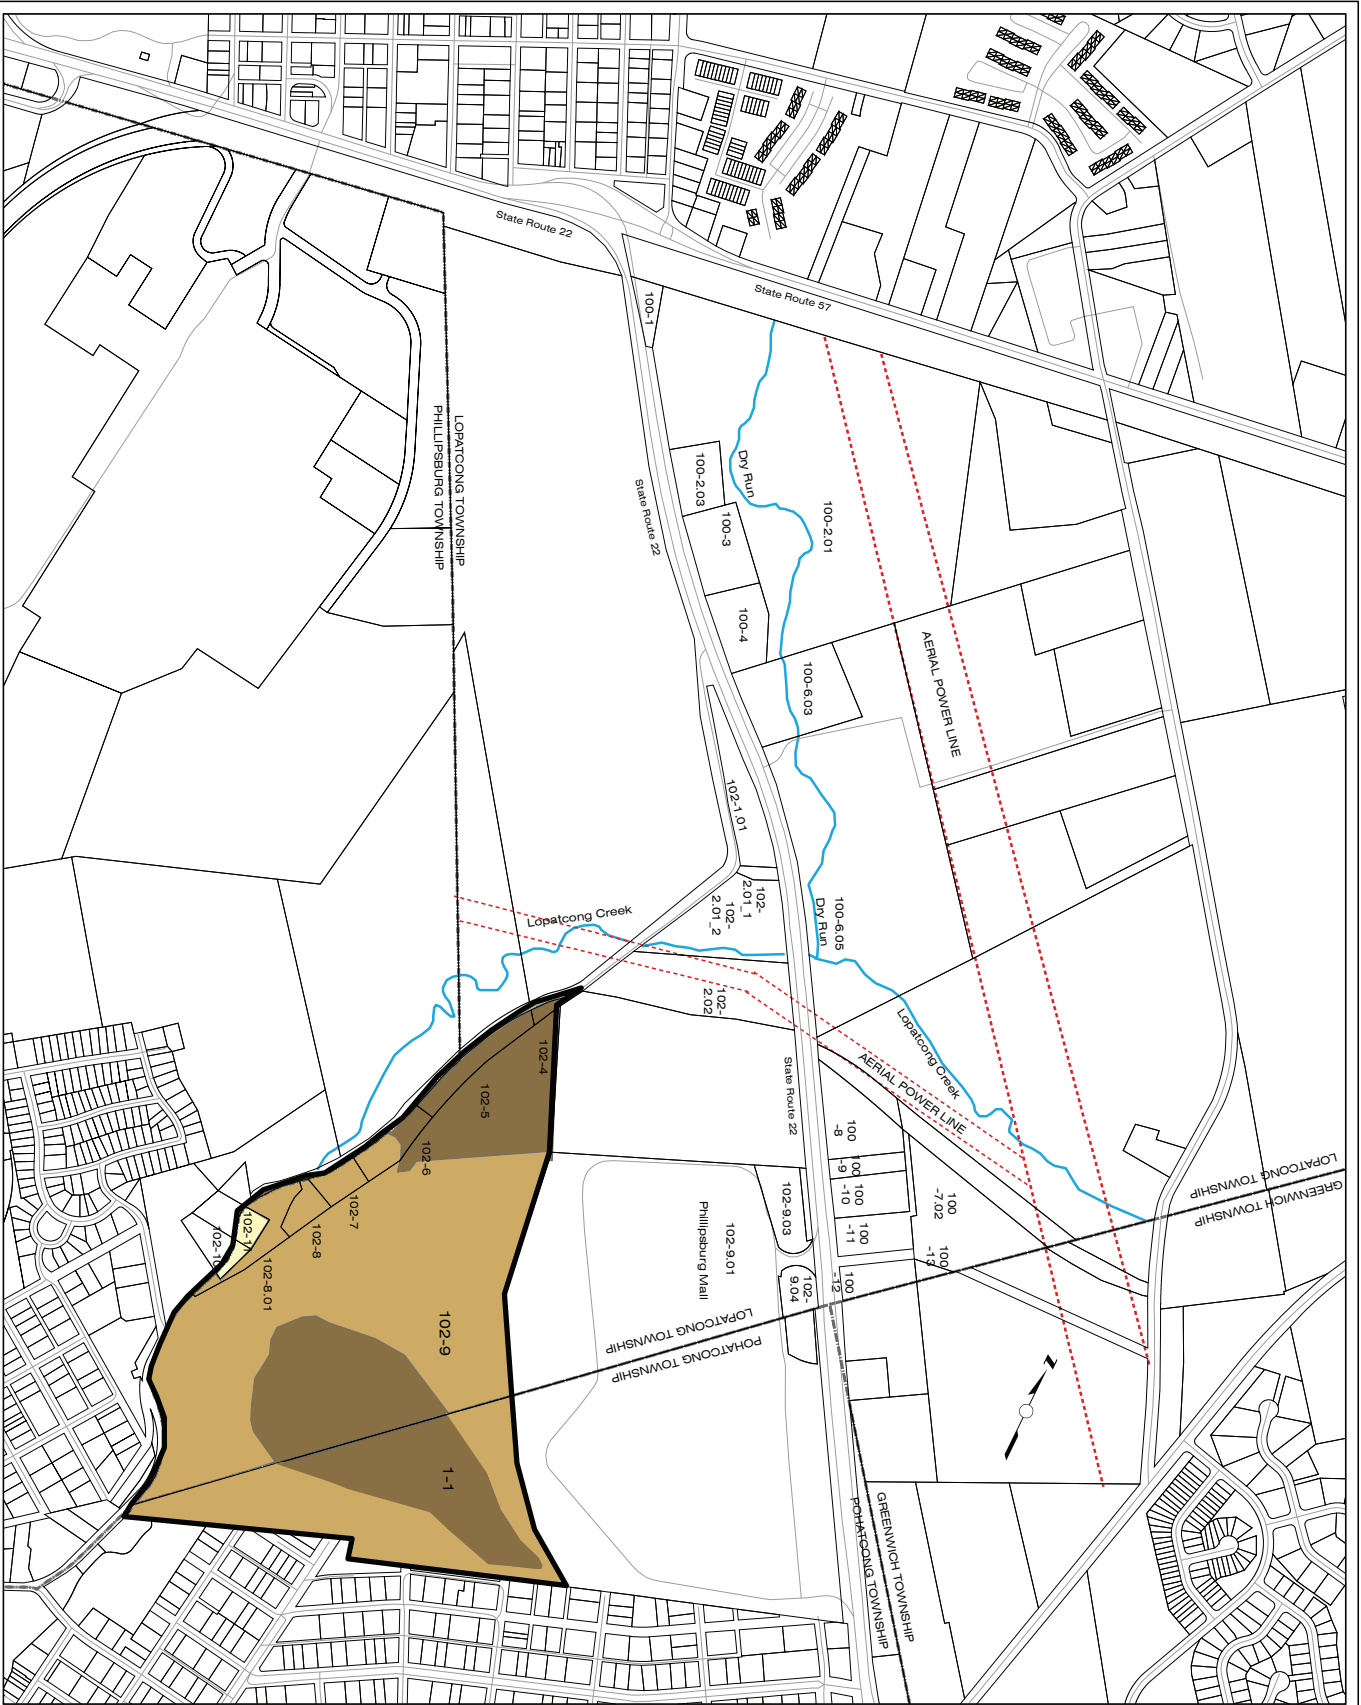 State Route 22
State Route 57
100-1
LOPATCONG TOWNSHIP
PHILLIPSBURG TOWNSHIP
State Route 22
100-2.03
Dry Run
100-3
100-2.01
100-4
100-6.03
AERIAL POWER LINE
102-1.01
102-
2.01_1
102-
2.01_2
100-6.05
Dry Run
Lopatcong Creek
102-
2.02
Lopatcong Creek
AERIAL POWER LINE
State Route 22
102-4
102-5
102-6
102-7
102-8
102-8.01
102-11
102-10
102-9
1-1
100
-8
100
-9
100
-10
100
-11
100
-12
100
-13
100
-7.02
102-9.03
102-9.01
Phillipsburg Mall
102-
9.04
LOPATCONG TOWNSHIP
GREENWICH TOWNSHIP
LOPATCONG TOWNSHIP
POHATCONG TOWNSHIP
GREENWICH TOWNSHIP
POHATCONG TOWNSHIP
Z